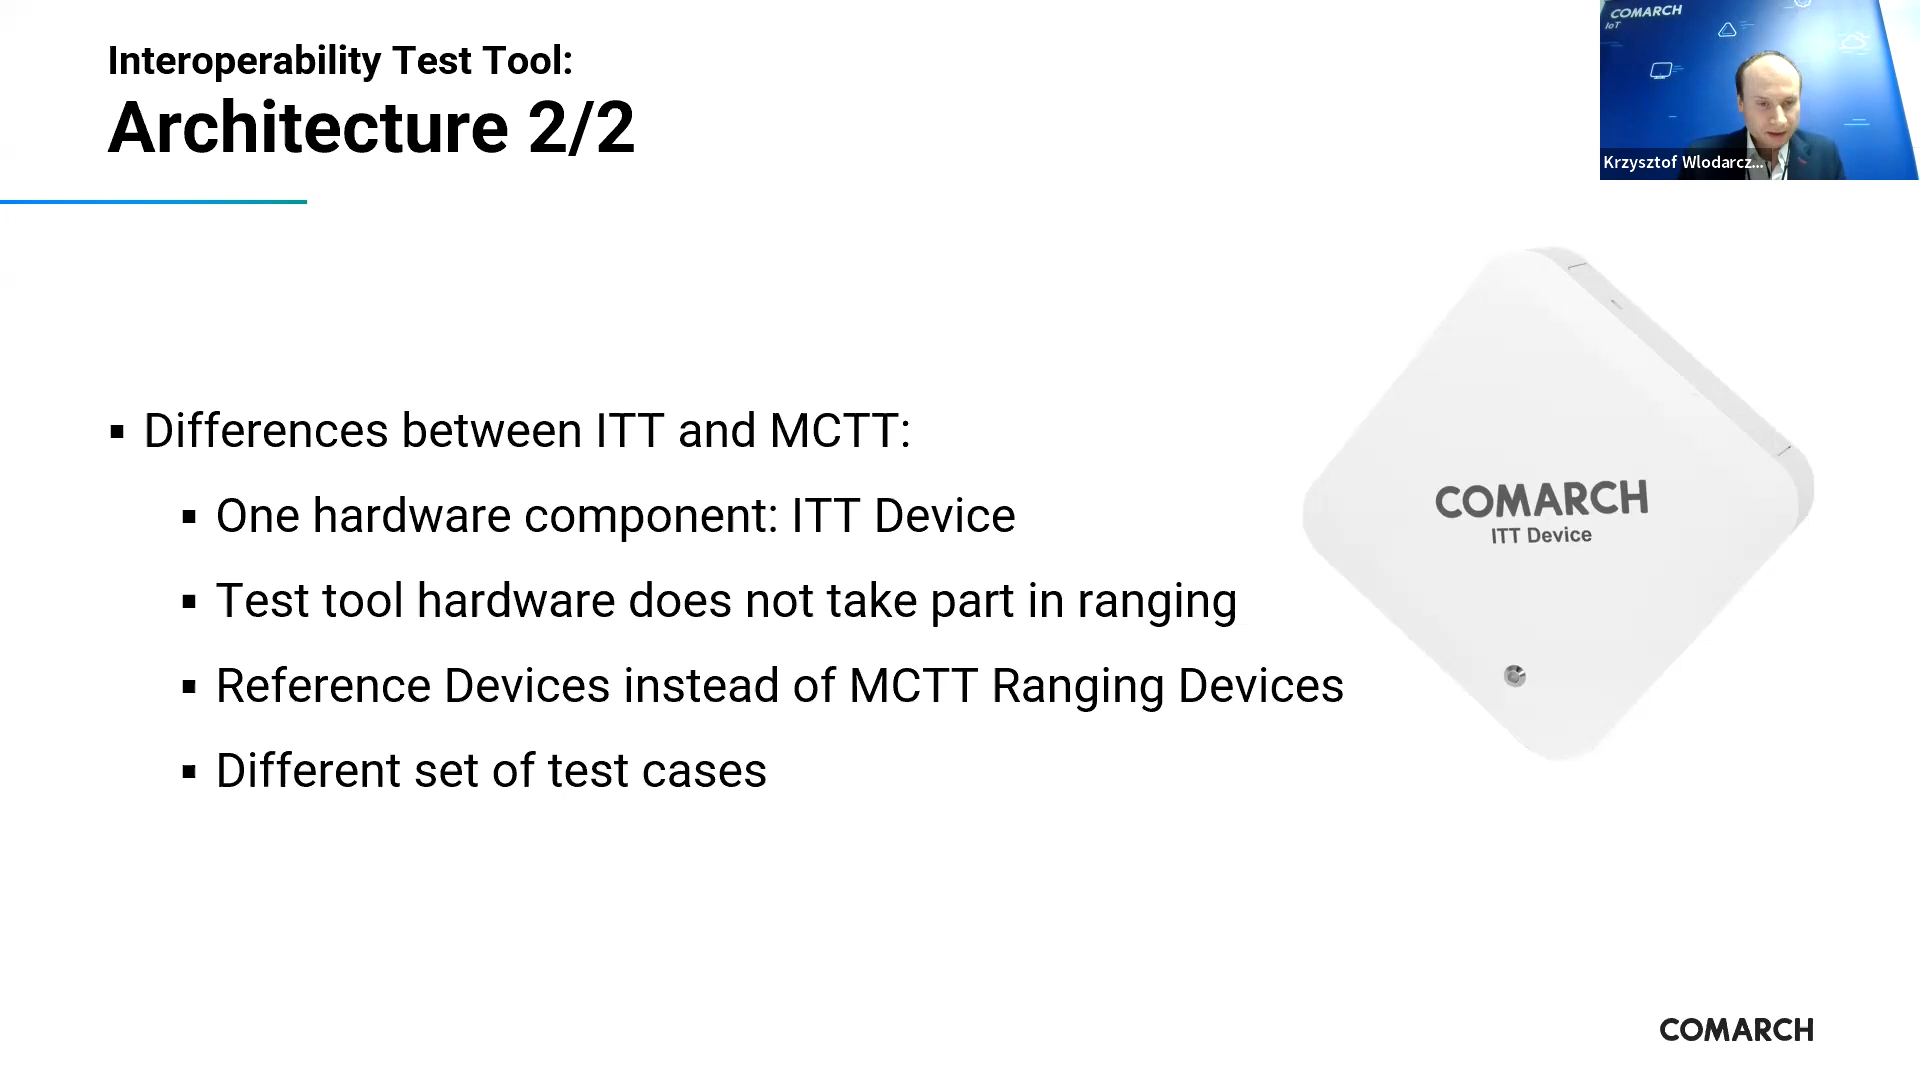 Interoperability Test Tool:
Architecture 2/2
COMARCH
IoT
Krzysztof Wlodarcz...
▪ Differences between ITT and MCTT:
▪ One hardware component: ITT Device
▪ Test tool hardware does not take part in ranging
▪ Reference Devices instead of MCTT Ranging Devices
▪ Different set of test cases
COMARCH
ITT Device
COMARCH